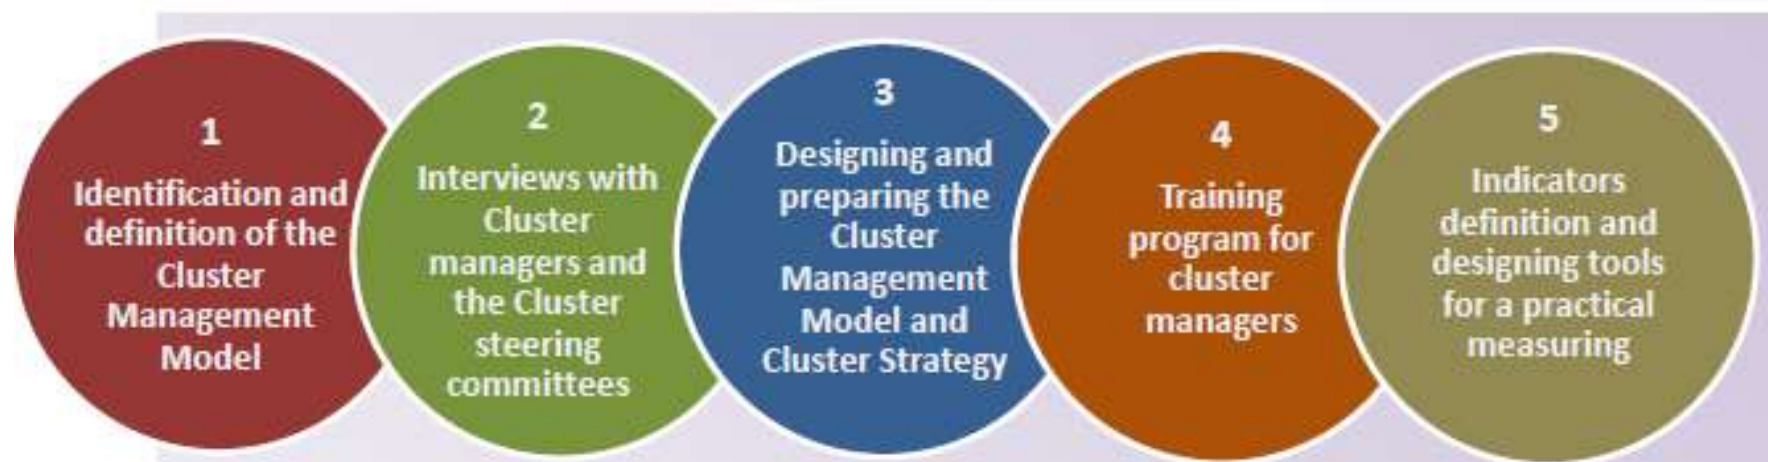 1
Identification and
definition of the
Cluster
Management
Model
2
Interviews with
Cluster
managers and
the Cluster
steering
committees
3
Designing and
preparing the
Cluster
Management
Model and
Cluster Strategy
4
Training
program for
cluster
managers
5
Indicators
definition and
designing tools
for a practical
measuring